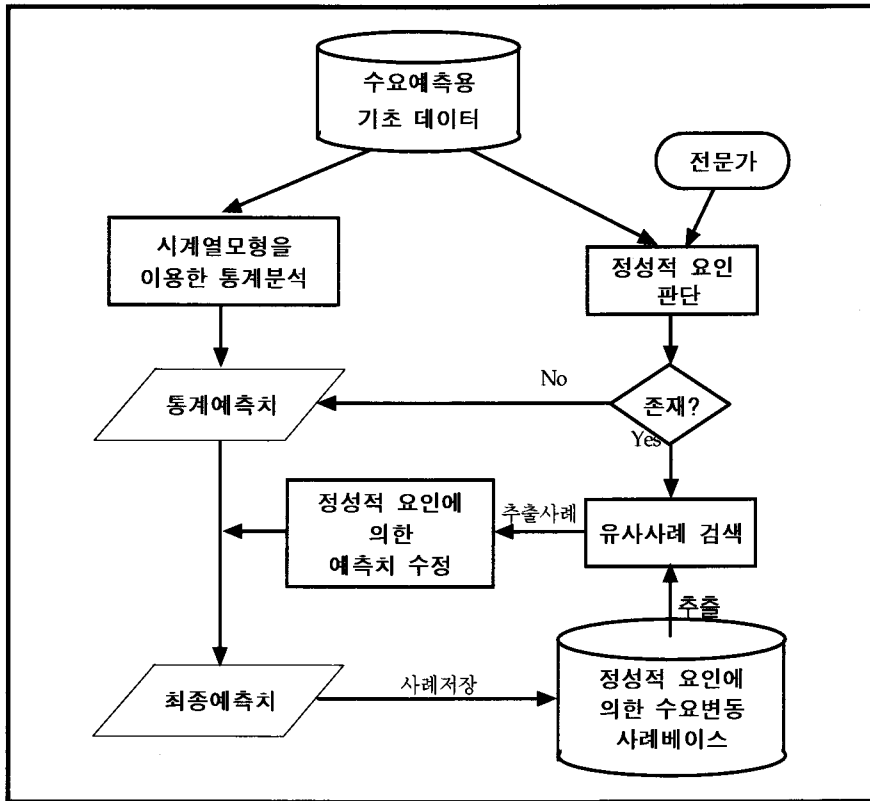 수요예측용
기초 데이터
전문가
시계열모형을
이용한 통계분석
정성적 요인
판단
No
통계예측치
존재?
Yes
정성적 요인에
의한
예측치 수정
추출사례
유사사례 검색
추출
최종예측치
사례저장
정성적 요인에
의한 수요변동
사례베이스